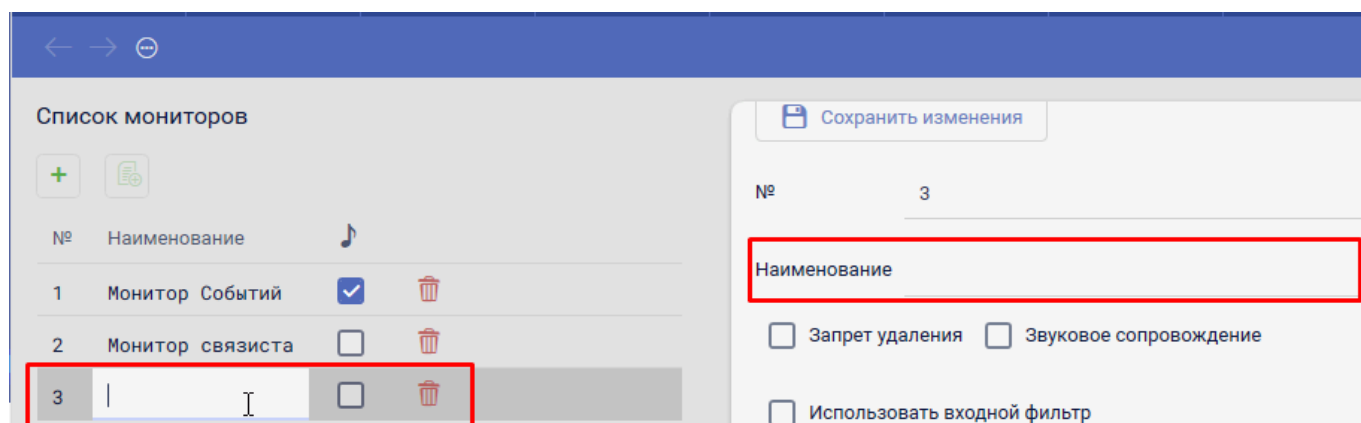 Список мониторов
№ Наименование
1 Монитор Событий
2 Монитор связиста
3
Сохранить изменения
№ 3
Наименование
Запрет удаления Звуковое сопровождение
Использовать входной фильтр